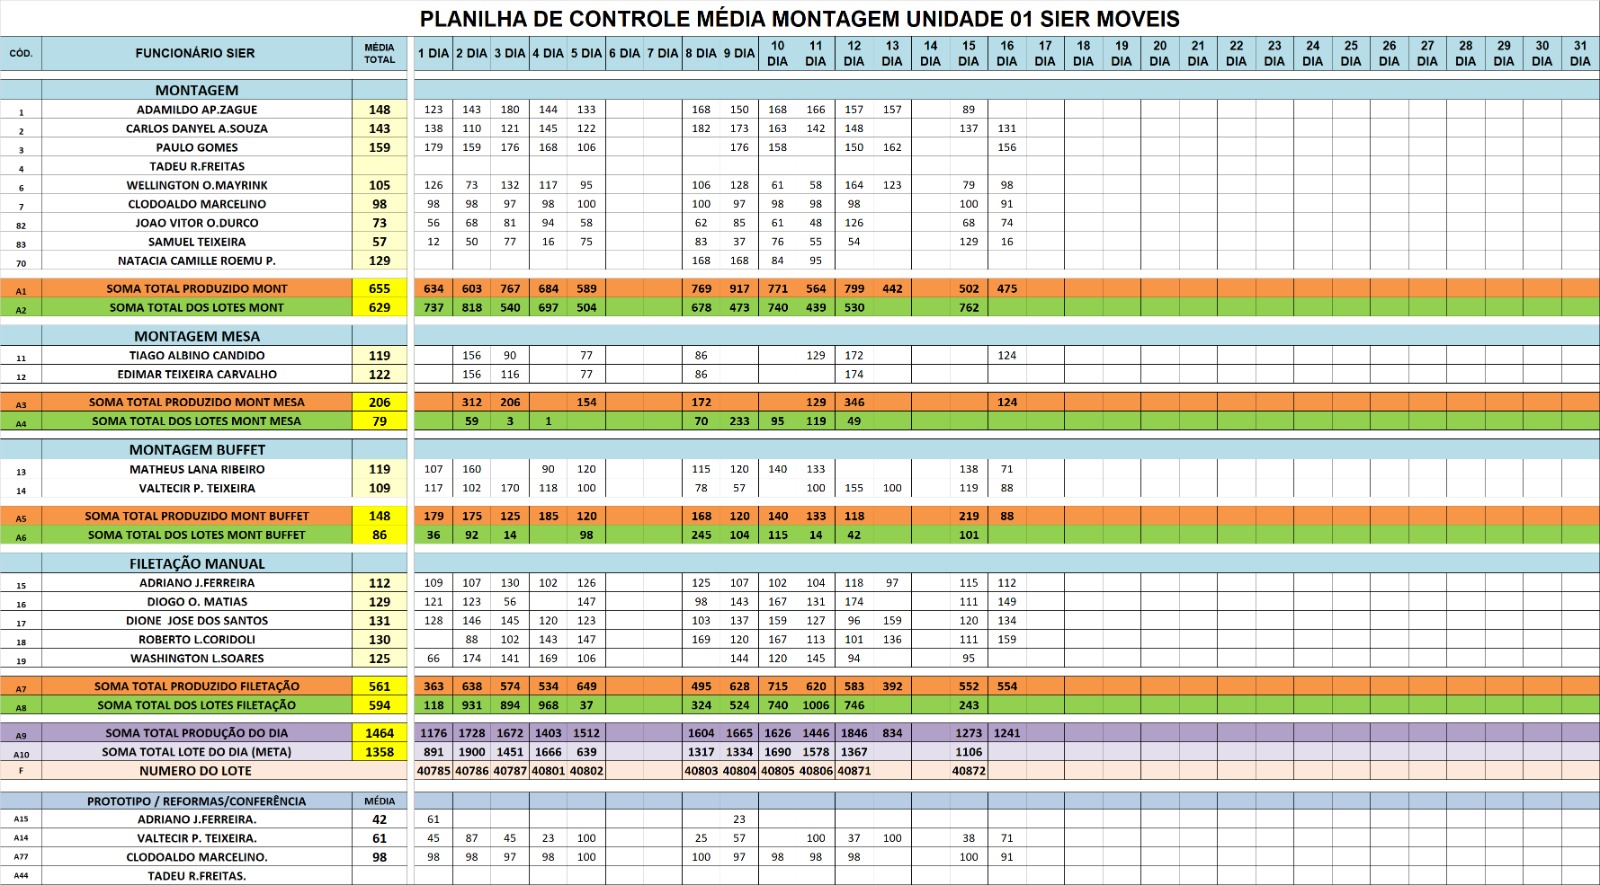 PLANILHA DE CONTROLE MÉDIA MONTAGEM UNIDADE 01 SIER MOVEIS
CÓD. FUNCIONÁRIO SIER MÉDIA TOTAL 1 DIA 2 DIA 3 DIA 4 DIA 5 DIA 6 DIA 7 DIA 8 DIA 9 DIA 10 DIA 11 DIA 12 DIA 13 DIA 14 DIA 15 DIA 16 DIA 17 DIA 18 DIA 19 DIA 20 DIA 21 DIA 22 DIA 23 DIA 24 DIA 25 DIA 26 DIA 27 DIA 28 DIA 29 DIA 30 DIA 31 DIA
MONTAGEM
1 ADAMILDO AP.ZAGUE 148 123 143 180 144 133 168 150 168 166 157 157 89
2 CARLOS DANYEL A.SOUZA 143 138 110 121 145 122 182 173 163 142 148 137 131
3 PAULO GOMES 159 179 159 176 168 106 176 158 150 162 156
4 TADEU R.FREITAS
6 WELLINGTON O.MAYRINK 105 126 73 132 117 95 106 128 61 58 164 123 79 98
7 CLODOALDO MARCELINO 98 98 98 97 98 100 100 97 98 98 98 100 91
82 JOAO VITOR O.DURCO 73 56 68 81 94 58 62 85 61 48 126 68 74
83 SAMUEL TEIXEIRA 57 12 50 77 16 75 83 37 76 55 54 129 16
70 NATACIA CAMILLE ROEMU P. 129 168 168 84 95
A1 SOMA TOTAL PRODUZIDO MONT 655 634 603 767 684 589 769 917 771 564 799 442 502 475
A2 SOMA TOTAL DOS LOTES MONT 629 737 818 540 697 504 678 473 740 439 530 762
MONTAGEM MESA
11 TIAGO ALBINO CANDIDO 119 156 90 77 86 129 172 124
12 EDIMAR TEIXEIRA CARVALHO 122 156 116 77 86 174
A3 SOMA TOTAL PRODUZIDO MONT MESA 206 312 206 154 172 129 346 124
A4 SOMA TOTAL DOS LOTES MONT MESA 79 59 3 1 70 233 95 119 49
MONTAGEM BUFFET
13 MATHEUS LANA RIBEIRO 119 107 160 90 120 115 120 140 133 138 71
14 VALTECIR P. TEIXEIRA 109 117 102 170 118 100 78 57 100 155 100 119 88
A5 SOMA TOTAL PRODUZIDO MONT BUFFET 148 179 175 125 185 120 168 120 140 133 118 219 88
A6 SOMA TOTAL DOS LOTES MONT BUFFET 86 36 92 14 98 245 104 115 14 42 101
FILETAÇÃO MANUAL
15 ADRIANO J.FERREIRA 112 109 107 130 102 126 125 107 102 104 118 97 115 112
16 DIOGO O. MATIAS 129 121 123 56 147 98 143 167 131 174 111 149
17 DIONE JOSE DOS SANTOS 131 128 146 145 120 123 103 137 159 127 96 159 120 134
18 ROBERTO L.CORIDOLI 130 88 102 143 147 169 120 167 113 101 136 111 159
19 WASHINGTON L.SOARES 125 66 174 141 169 106 144 120 145 94 95
A7 SOMA TOTAL PRODUZIDO FILETAÇÃO 561 363 638 574 534 649 495 628 715 620 583 392 552 554
A8 SOMA TOTAL DOS LOTES FILETAÇÃO 594 118 931 894 968 37 324 524 740 1006 746 243
A9 SOMA TOTAL PRODUÇÃO DO DIA 1464 1176 1728 1672 1403 1512 1604 1665 1626 1446 1846 834 1273 1241
A10 SOMA TOTAL LOTE DO DIA (META) 1358 891 1900 1451 1666 639 1317 1334 1690 1578 1367 1106
F NUMERO DO LOTE 40785 40786 40787 40801 40802 40803 40804 40805 40806 40871 40872
PROTOTIPO / REFORMAS/CONFERÊNCIA MÉDIA
A15 ADRIANO J.FERREIRA. 42 61 23
A14 VALTECIR P. TEIXEIRA. 61 45 87 45 23 100 25 57 100 37 100 38 71
A77 CLODOALDO MARCELINO. 98 98 98 97 98 100 100 97 98 98 98 100 91
A44 TADEU R.FREITAS.